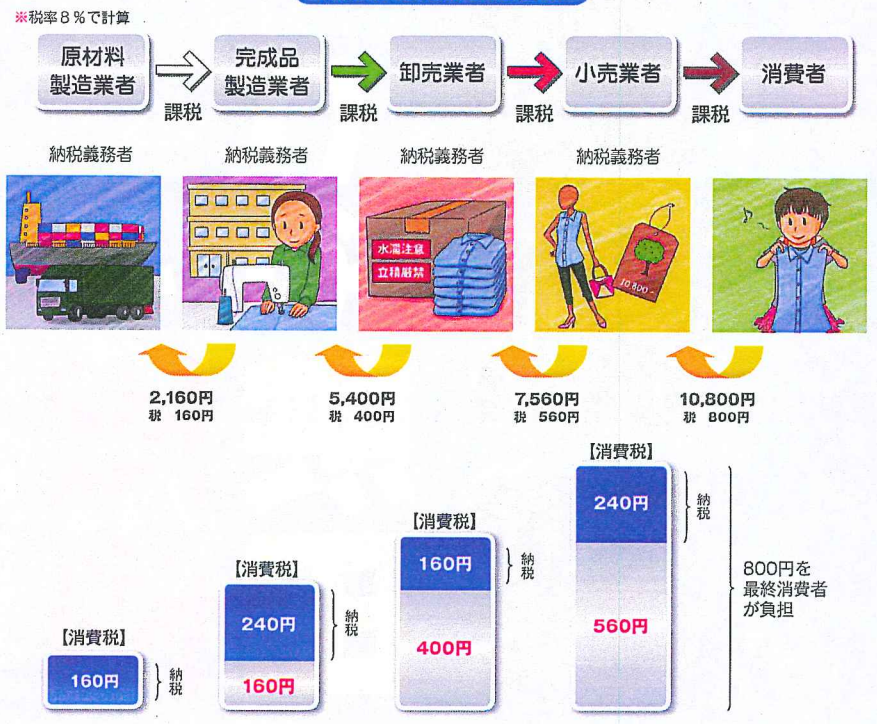 ※税率8%で計算
原材料
製造業者
完成品
製造業者
卸売業者
小売業者
消費者
課税
課税
課税
課税
納税義務者
納税義務者
納税義務者
納税義務者
水濡注意
立積厳禁
10,800
2,160円
税 160円
5,400円
税 400円
7,560円
税 560円
10,800円
税 800円
【消費税】
160円
納税
【消費税】
240円
160円
納税
【消費税】
160円
400円
納税
【消費税】
240円
560円
納税
800円を
最終消費者
が負担